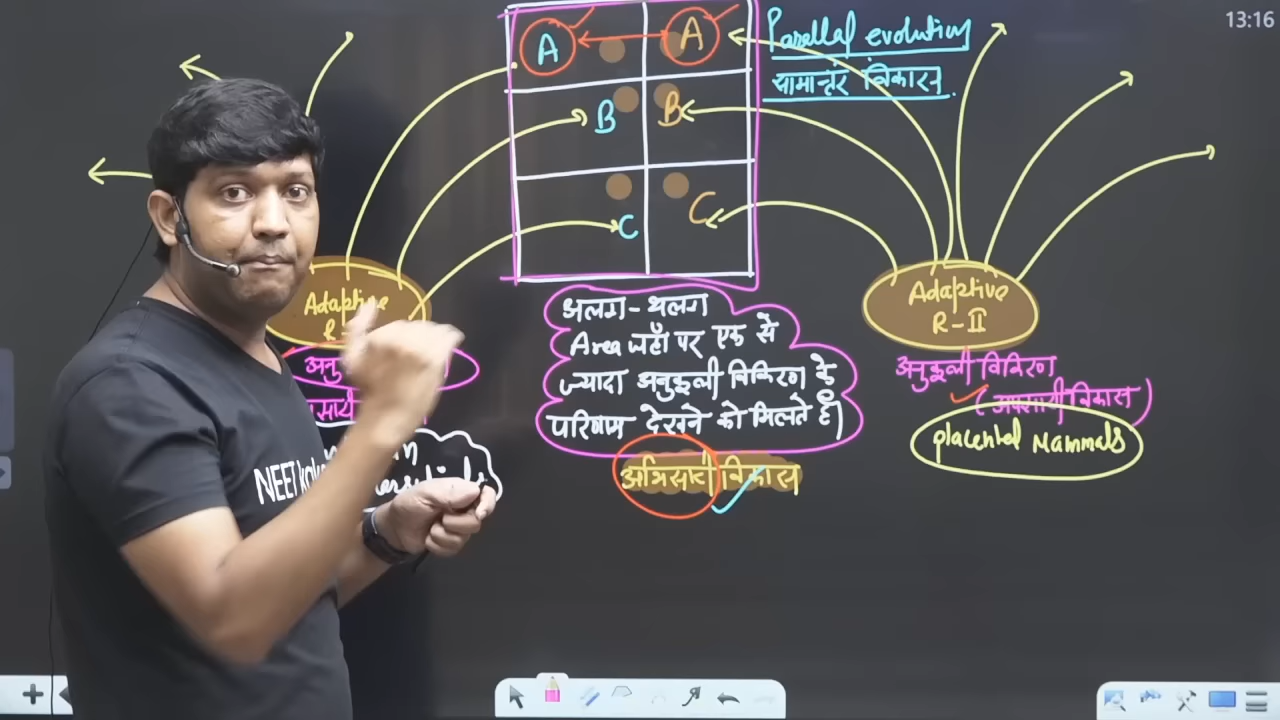 13:16
A A
Parallel evolution
सामान्तर विकास
B B
C C
Adaptive
Adaptive
R-II
अलग-थलग
Area जहाँ पर एक से
ज्यादा अनुकूली विकिरण के
परिणाम देखने को मिलते हैं।
अभिसारी विकास
अनुकूली विकिरण
(अपसारी विकास)
placental Mammals
NEET